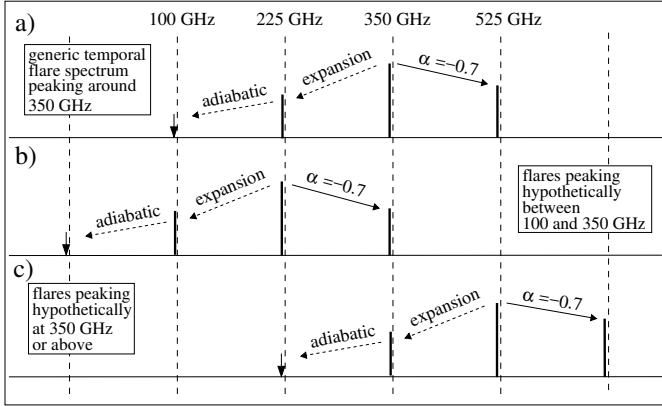 100 GHz 225 GHz 350 GHz 525 GHz
a)
generic temporal
flare spectrum
peaking around
350 GHz
adiabatic
expansion
α=−0.7
b)
adiabatic
expansion
α=−0.7
flares peaking
hypothetically
between
100 and 350 GHz
c)
flares peaking
hypothetically
at 350 GHz
or above
adiabatic
expansion
α=−0.7